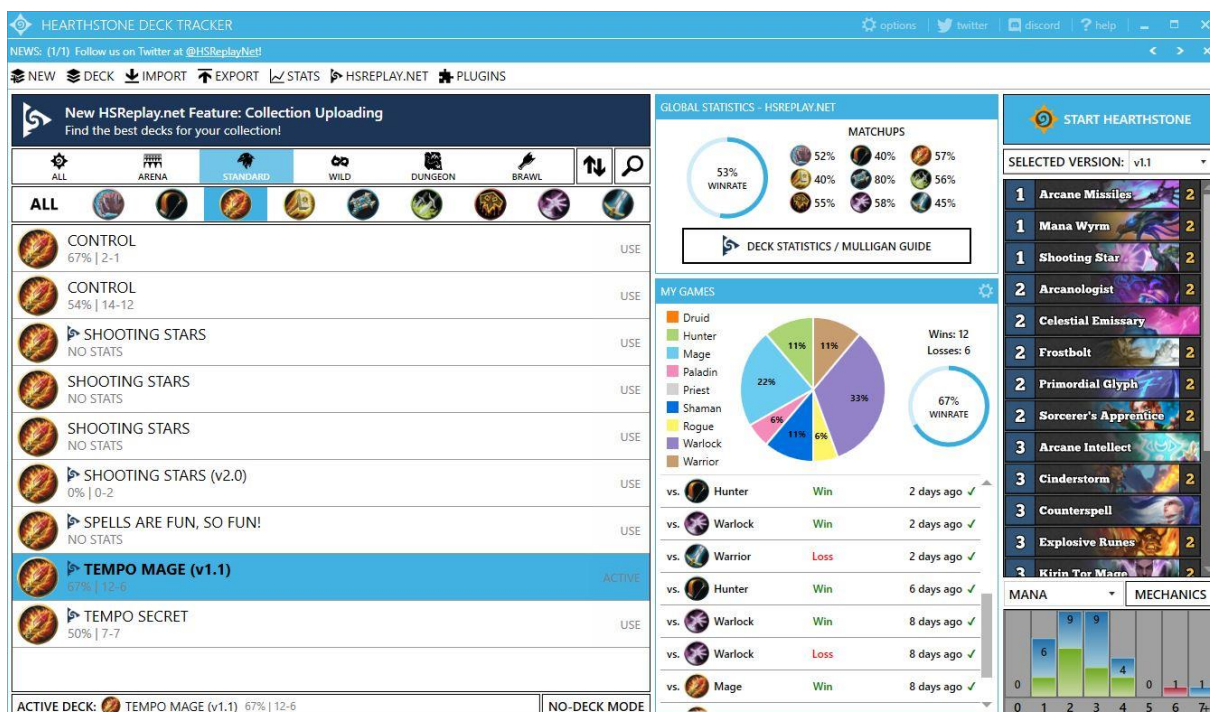 HEARTHSTONE DECK TRACKER
options | twitter | discord | ? help
NEWS: (1/1) Follow us on Twitter at @HSReplayNet!
NEW DECK IMPORT EXPORT STATS HSREPLAY.NET PLUGINS
New HSReplay.net Feature: Collection Uploading
Find the best decks for your collection!
ALL ARENA STANDARD WILD DUNGEON BRAWL
ALL
CONTROL
67% | 2-1
USE
CONTROL
54% | 14-12
USE
SHOOTING STARS
NO STATS
USE
SHOOTING STARS
NO STATS
USE
SHOOTING STARS
NO STATS
USE
SHOOTING STARS (v2.0)
0% | 0-2
USE
SPELLS ARE FUN, SO FUN!
NO STATS
USE
TEMPO MAGE (v1.1)
67% | 12-6
ACTIVE
TEMPO SECRET
50% | 7-7
USE
ACTIVE DECK: TEMPO MAGE (v1.1) 67% | 12-6
NO-DECK MODE
GLOBAL STATISTICS - HSREPLAY.NET
53%
WINRATE
MATCHUPS
52% 40% 57%
40% 80% 56%
55% 58% 45%
DECK STATISTICS / MULLIGAN GUIDE
MY GAMES
Druid
Hunter
Mage
Paladin
Priest
Shaman
Rogue
Warlock
Warrior
11% 11%
22%
33%
6%
11% 6%
Wins: 12
Losses: 6
67%
WINRATE
vs. Hunter Win 2 days ago ✓
vs. Warlock Win 2 days ago ✓
vs. Warrior Loss 2 days ago ✓
vs. Hunter Win 6 days ago ✓
vs. Warlock Win 8 days ago ✓
vs. Warlock Loss 8 days ago ✓
vs. Mage Win 8 days ago ✓
START HEARTHSTONE
SELECTED VERSION: v1.1
1 Arcane Missiles 2
1 Mana Wyrm 2
1 Shooting Star 2
2 Arcanologist 2
2 Celestial Emissary
2 Frostbolt 2
2 Primordial Glyph 2
2 Sorcerer's Apprentice 2
3 Arcane Intellect
3 Cinderstorm 2
3 Counterspell
3 Explosive Runes 2
3 Kirin Tor Mage 2
MANA
MECHANICS
0 6 9 9 4 0 1 1
0 1 2 3 4 5 6 7+